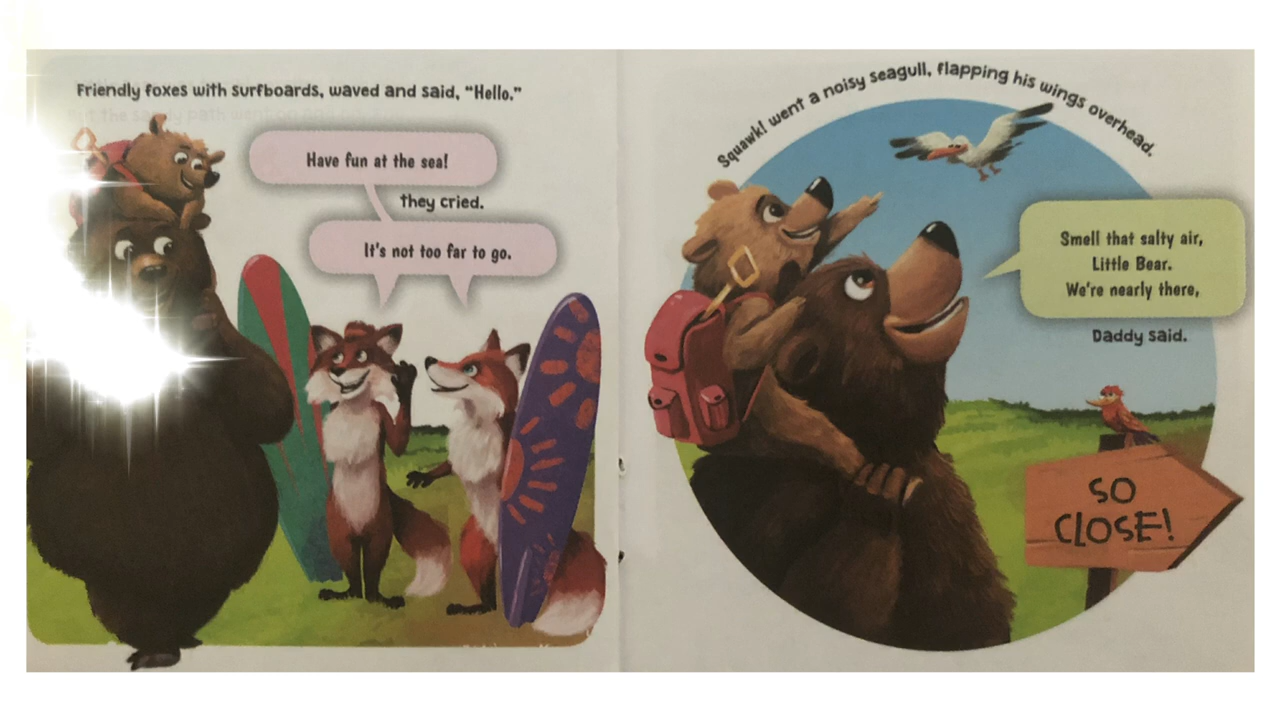 Friendly foxes with surfboards, waved and said, “Hello.”
Have fun at the sea!
they cried.
It's not too far to go.
Squawk! went a noisy seagull, flapping his wings overhead.
Smell that salty air,
Little Bear.
We're nearly there,
Daddy said.
SO
CLOSE!